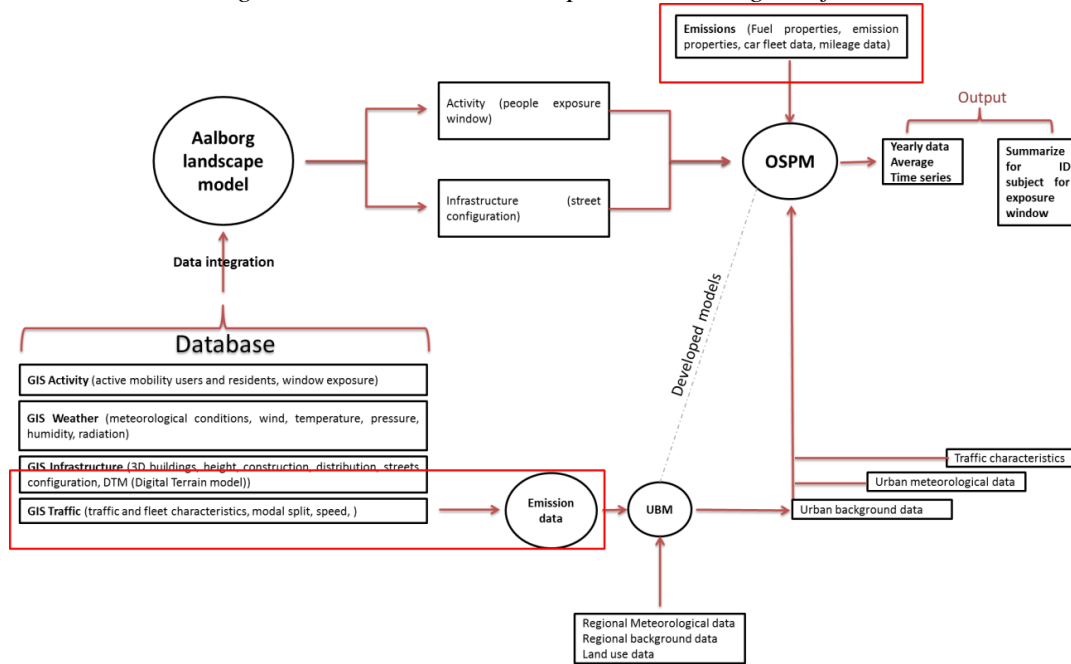 Emissions (Fuel properties, emission
properties, car fleet data, mileage data)
Aalborg
landscape
model
Activity (people exposure
window)
Infrastructure (street
configuration)
OSPM
Output
Yearly data
Average
Time series
Summarize
for ID
subject for
exposure
window
Data integration
Database
GIS Activity (active mobility users and residents, window exposure)
GIS Weather (meteorological conditions, wind, temperature, pressure,
humidity, radiation)
GIS Infrastructure (3D buildings, height, construction, distribution, streets
configuration, DTM (Digital Terrain model))
GIS Traffic (traffic and fleet characteristics, modal split, speed, )
Emission
data
UBM
Developed models
Traffic characteristics
Urban meteorological data
Urban background data
Regional Meteorological data
Regional background data
Land use data